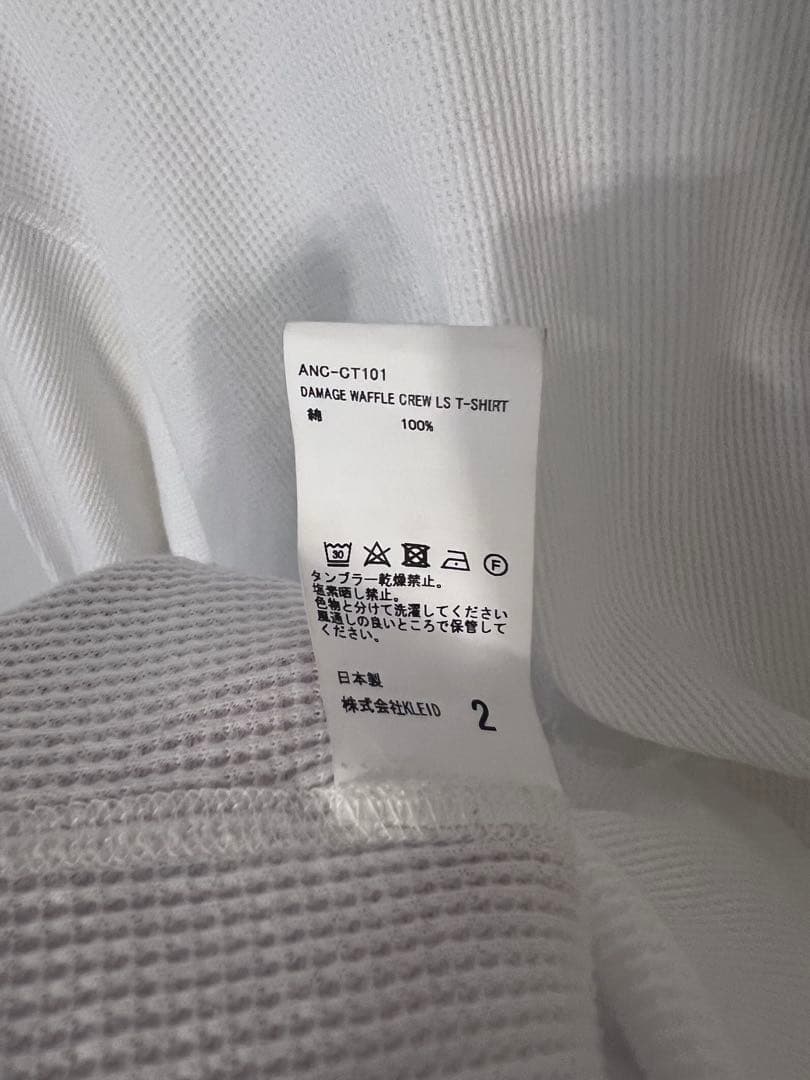 ANC-CT101
DAMAGE WAFFLE CREW LS T-SHIRT
綿 100%
30 F
タンブラー乾燥禁止。
塩素晒し禁止。
色物と分けて洗濯してください
風通しの良いところで保管して
ください。
日本製
株式会社KLEID 2